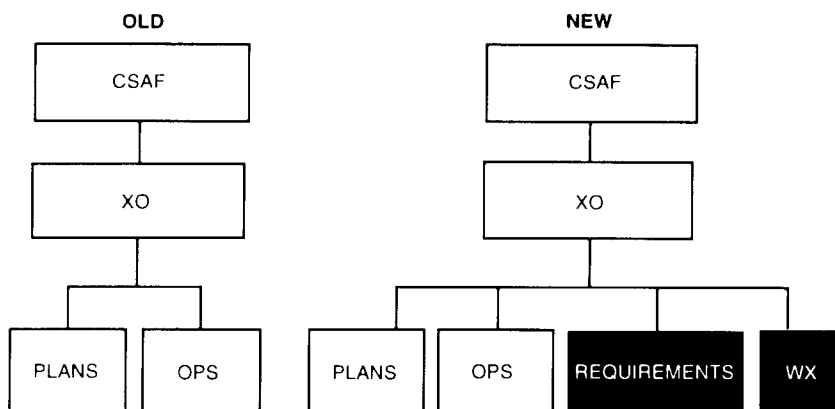 OLD
NEW
CSAF
CSAF
XO
XO
PLANS
OPS
PLANS
OPS
REQUIREMENTS
WX